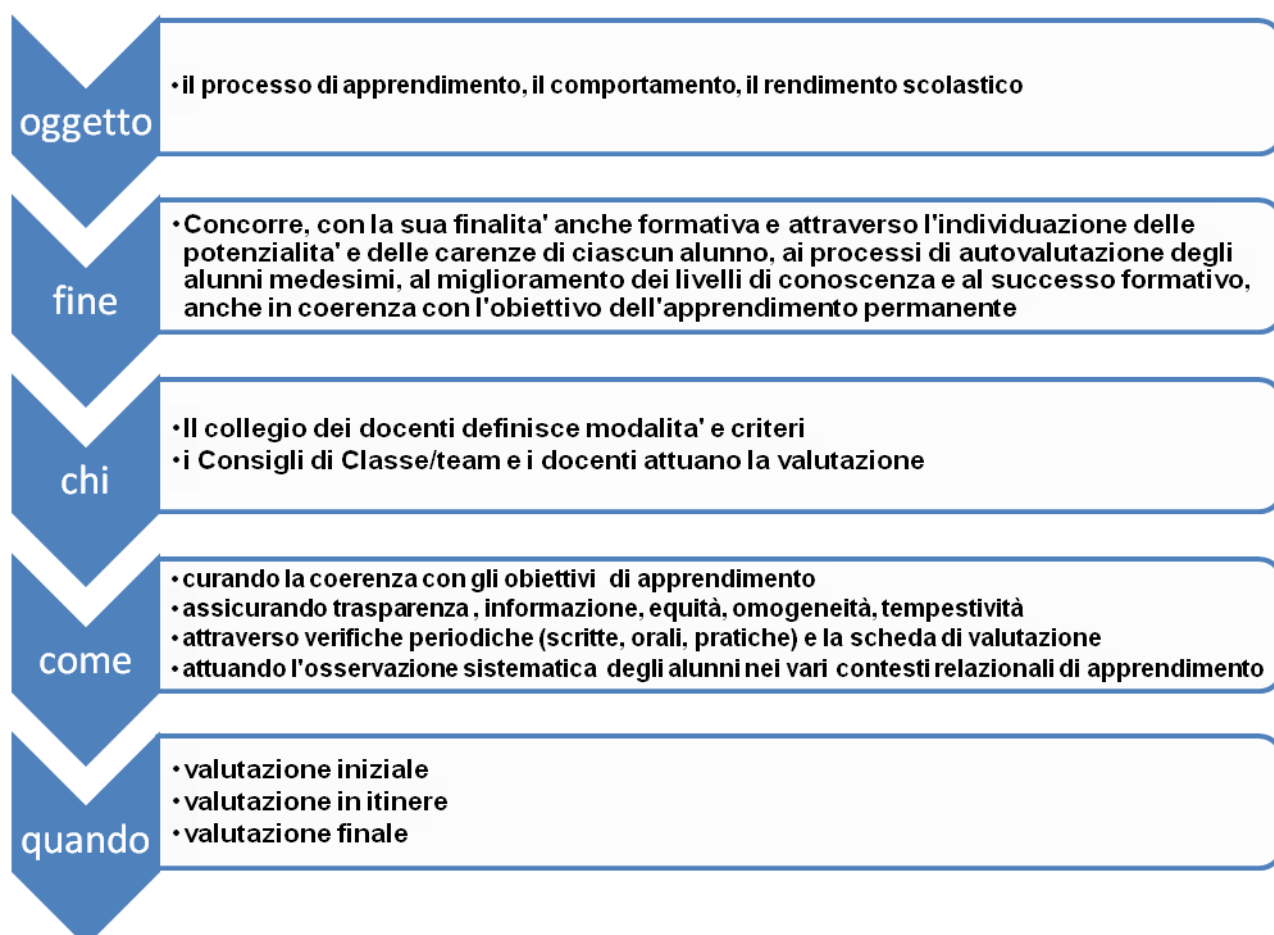 oggetto
•il processo di apprendimento, il comportamento, il rendimento scolastico
fine
•Concorre, con la sua finalita' anche formativa e attraverso l'individuazione delle
potenzialita' e delle carenze di ciascun alunno, ai processi di autovalutazione degli
alunni medesimi, al miglioramento dei livelli di conoscenza e al successo formativo,
anche in coerenza con l'obiettivo dell'apprendimento permanente
chi
•Il collegio dei docenti definisce modalita' e criteri
•i Consigli di Classe/team e i docenti attuano la valutazione
come
•curando la coerenza con gli obiettivi di apprendimento
•assicurando trasparenza , informazione, equità, omogeneità, tempestività
•attraverso verifiche periodiche (scritte, orali, pratiche) e la scheda di valutazione
•attuando l'osservazione sistematica degli alunni nei vari contesti relazionali di apprendimento
quando
•valutazione iniziale
•valutazione in itinere
•valutazione finale